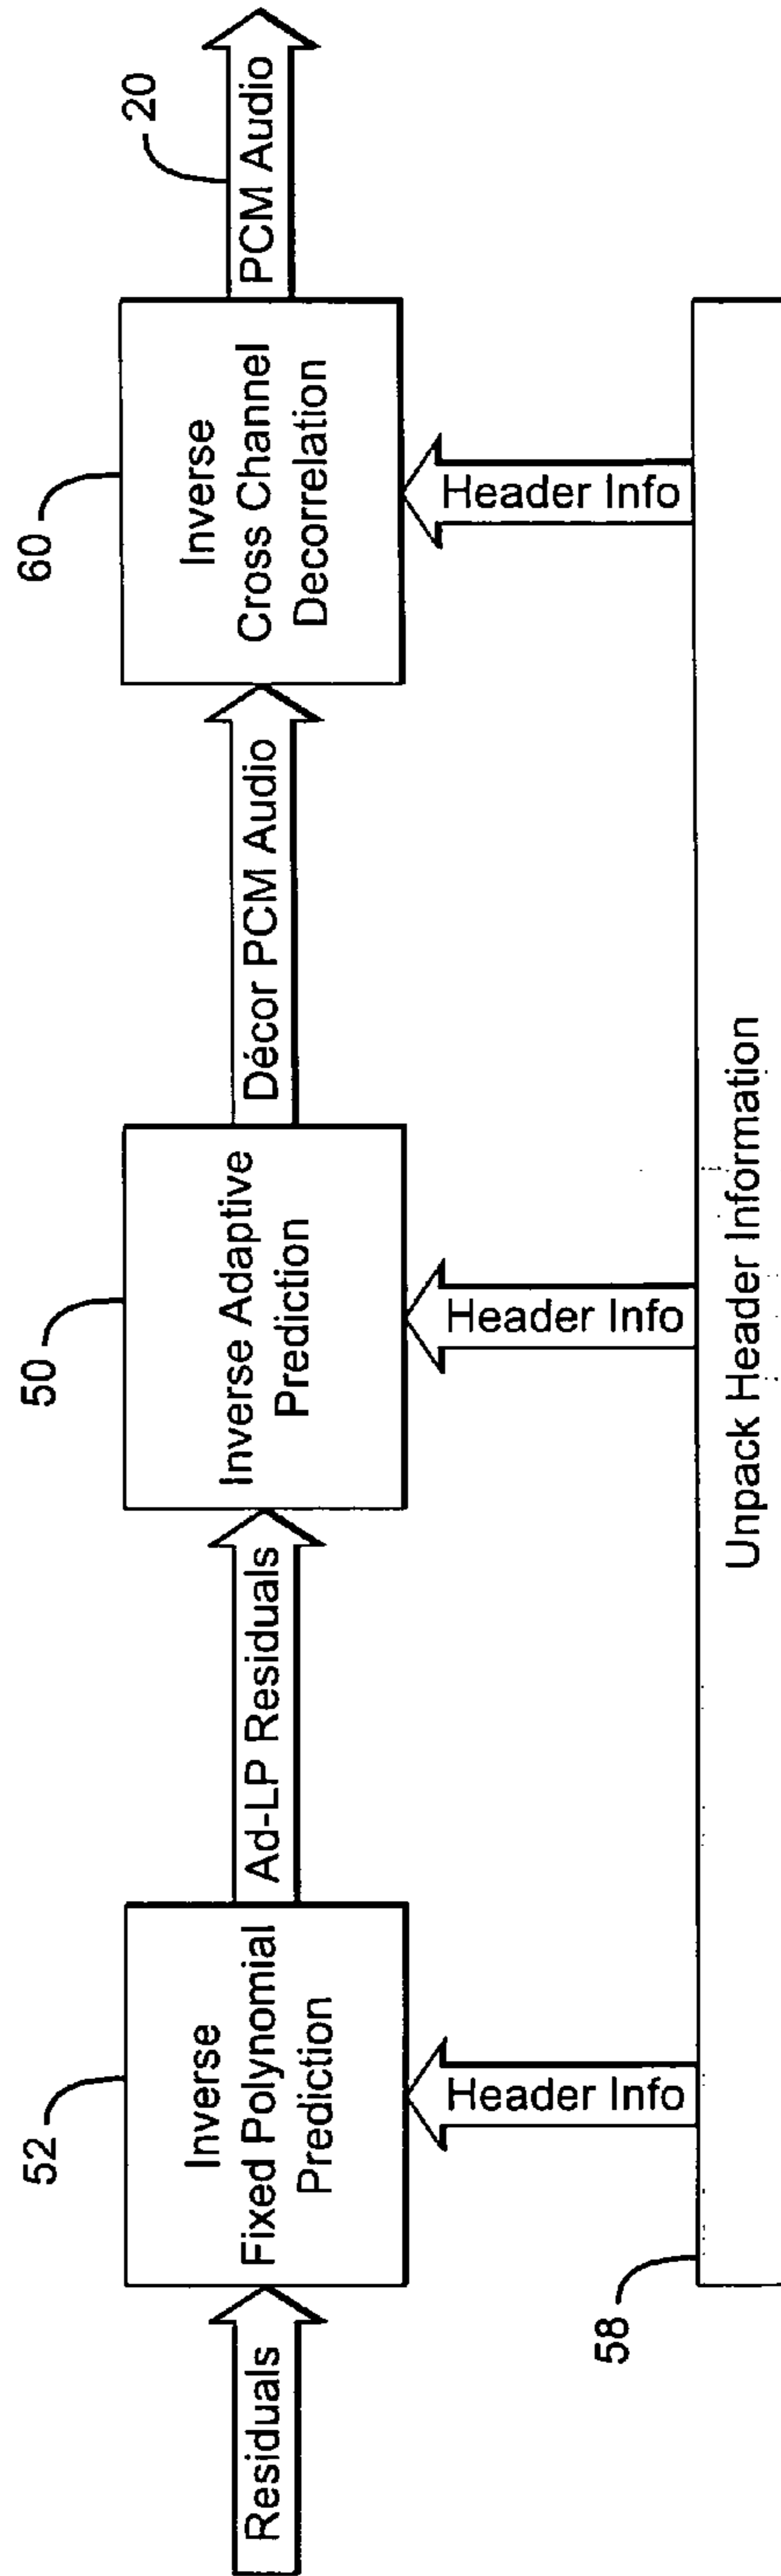 Residuals
52
Inverse
Fixed Polynomial
Prediction
Ad-LP Residuals
50
Inverse Adaptive
Prediction
Décor PCM Audio
60
Inverse
Cross Channel
Decorrelation
PCM Audio
20
Header Info
Header Info
Header Info
58
Unpack Header Information